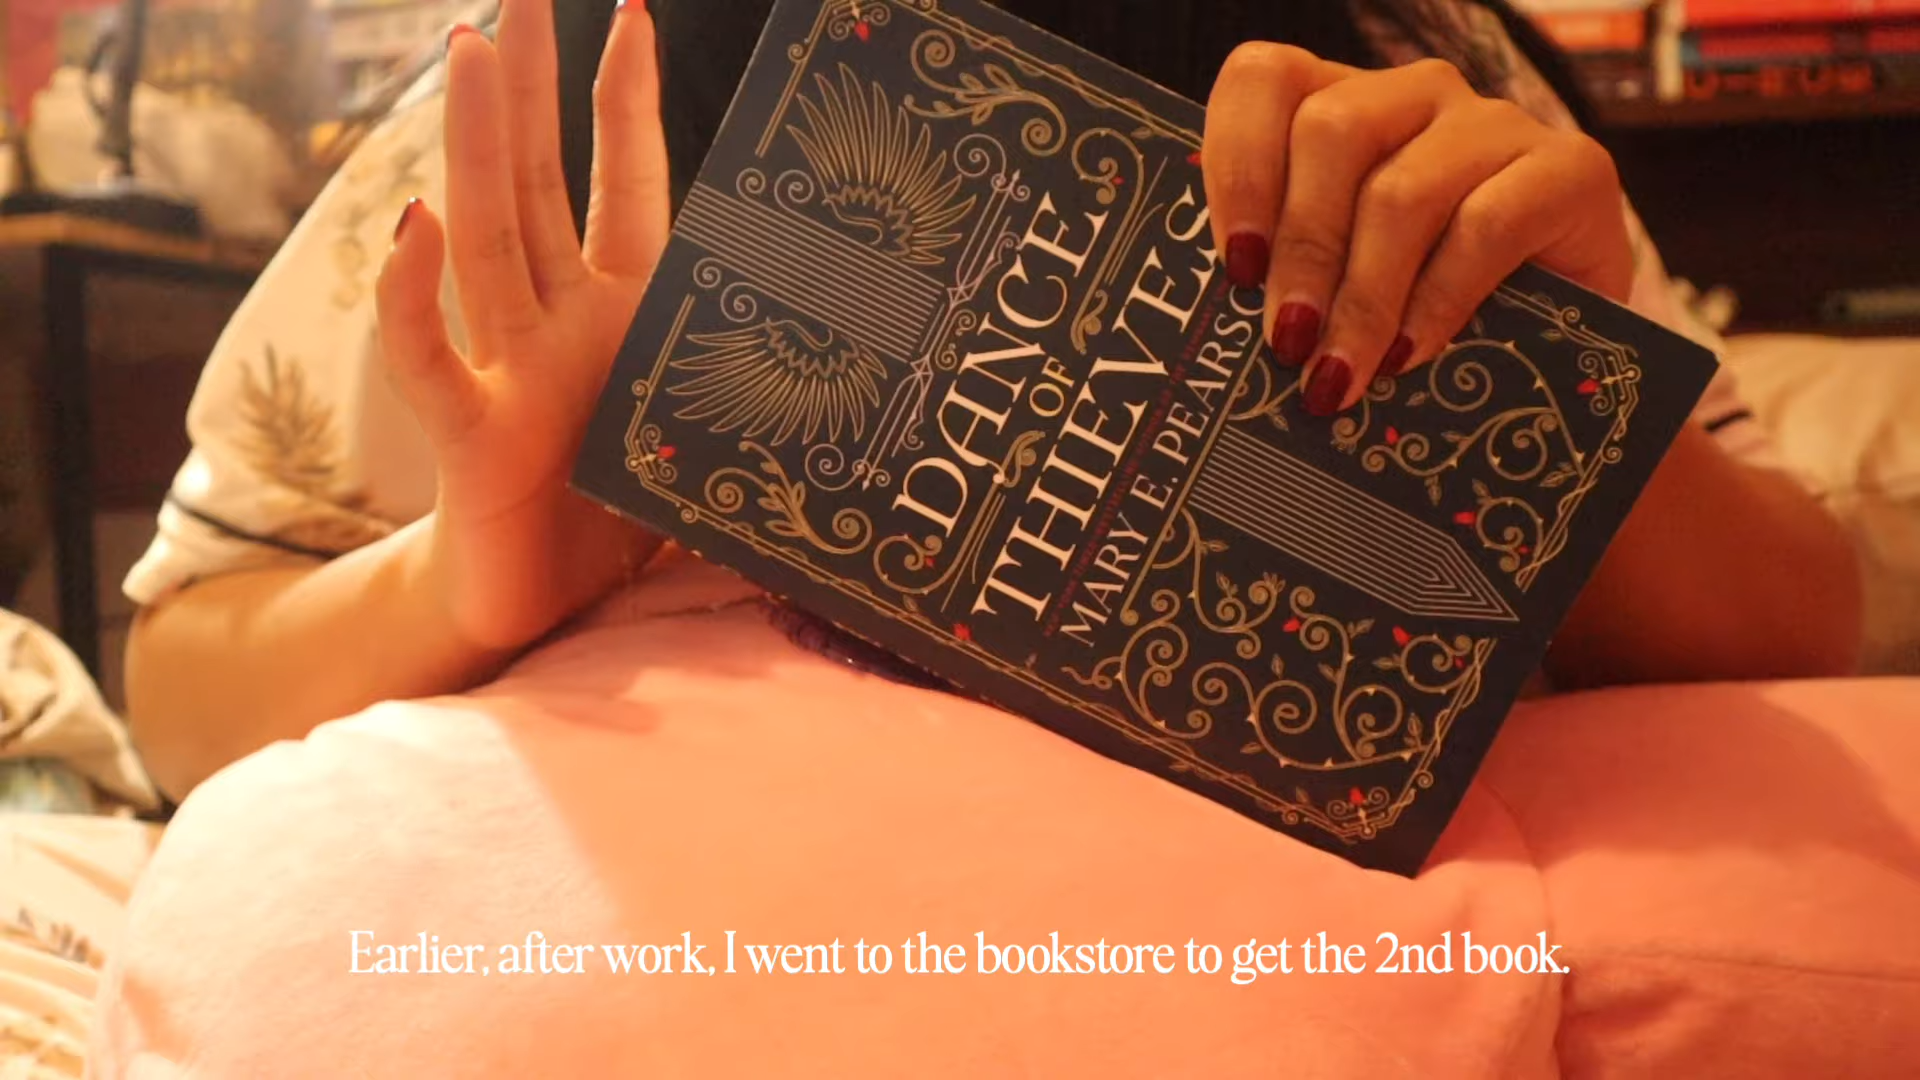 DANCE
OF
THIEVES
MARY E. PEARSO
Earlier, after work, I went to the bookstore to get the 2nd book.